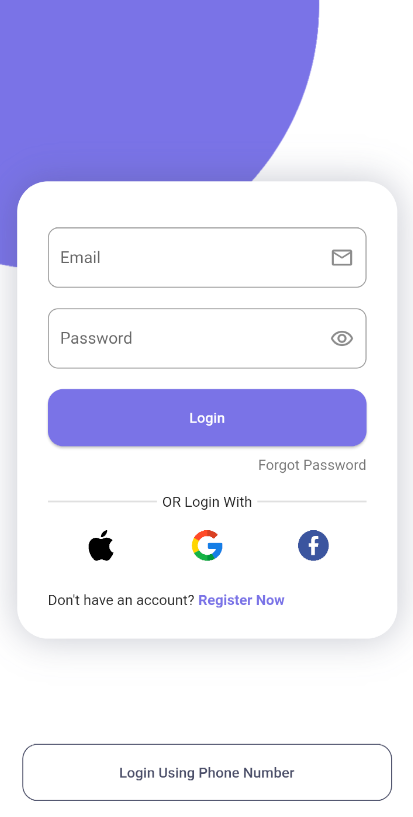 Email
Password
Login
Forgot Password
OR Login With
Don't have an account? Register Now
Login Using Phone Number